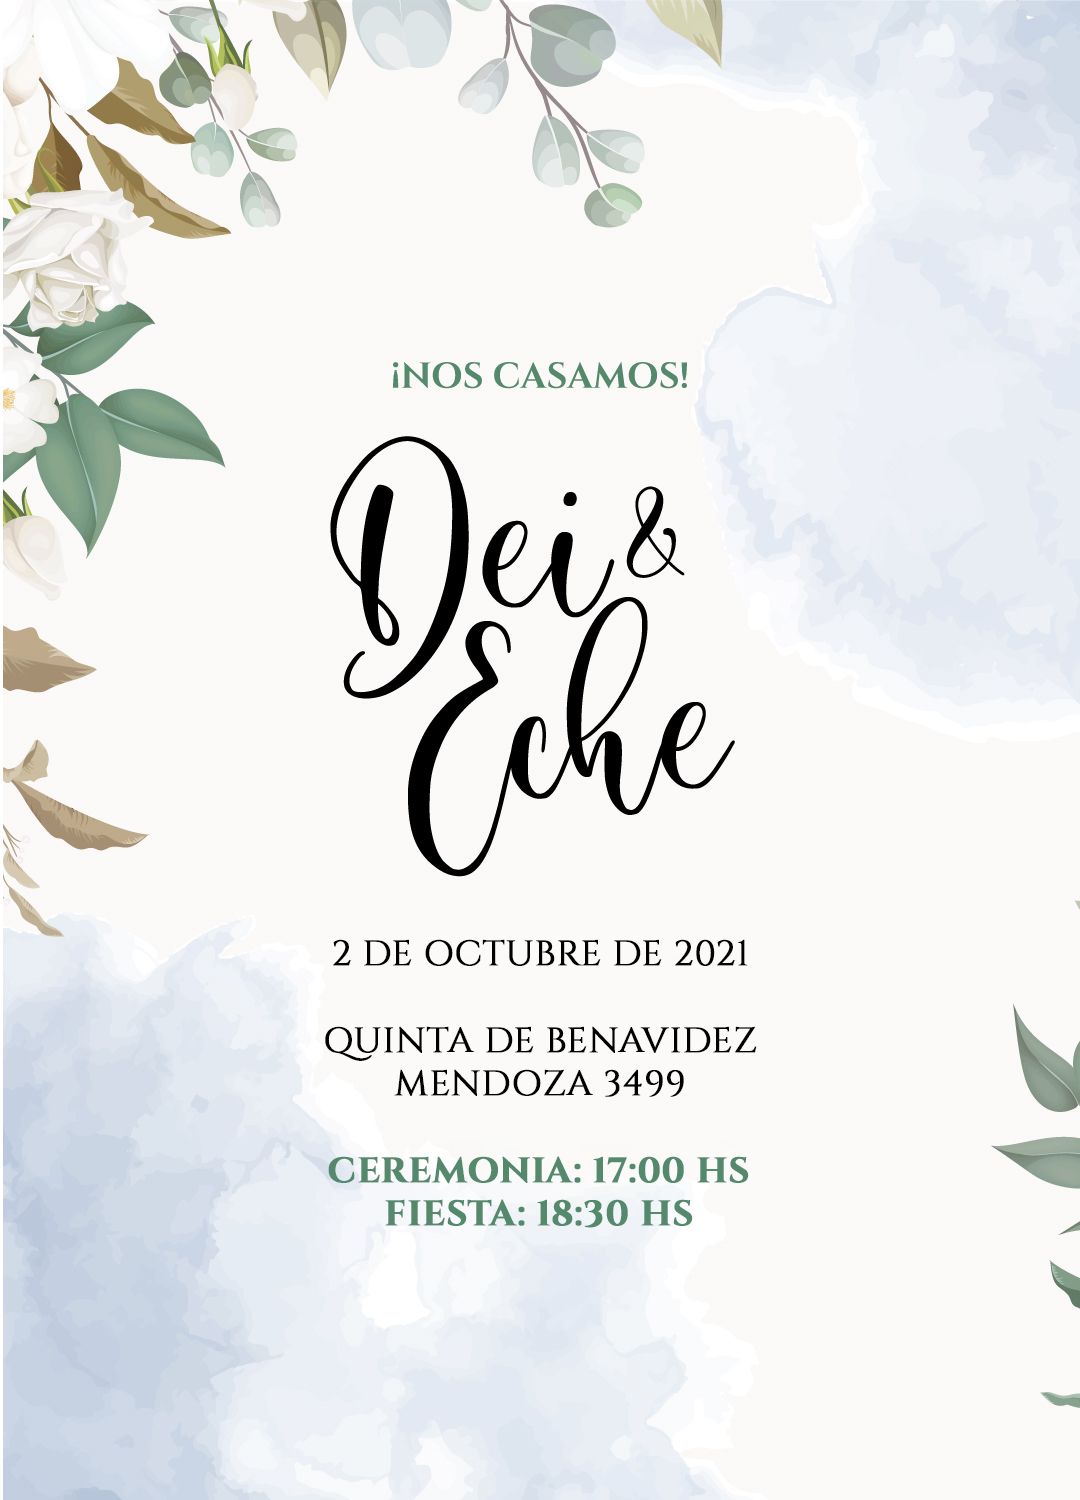 ¡NOS CASAMOS!
Dei &
Eche
2 DE OCTUBRE DE 2021
QUINTA DE BENAVIDEZ
MENDOZA 3499
CEREMONIA: 17:00 HS
FIESTA: 18:30 HS